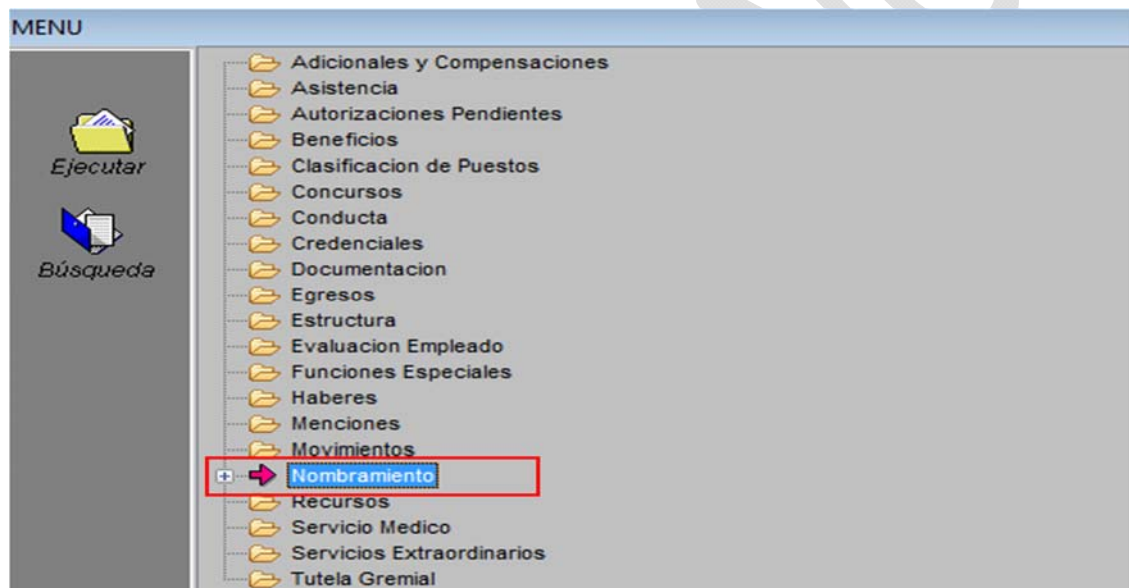 MENU
Ejecutar
Búsqueda
Adicionales y Compensaciones
Asistencia
Autorizaciones Pendientes
Beneficios
Clasificacion de Puestos
Concursos
Conducta
Credenciales
Documentacion
Egresos
Estructura
Evaluacion Empleado
Funciones Especiales
Haberes
Menciones
Movimientos
Nombramiento
Recursos
Servicio Medico
Servicios Extraordinarios
Tutela Gremial